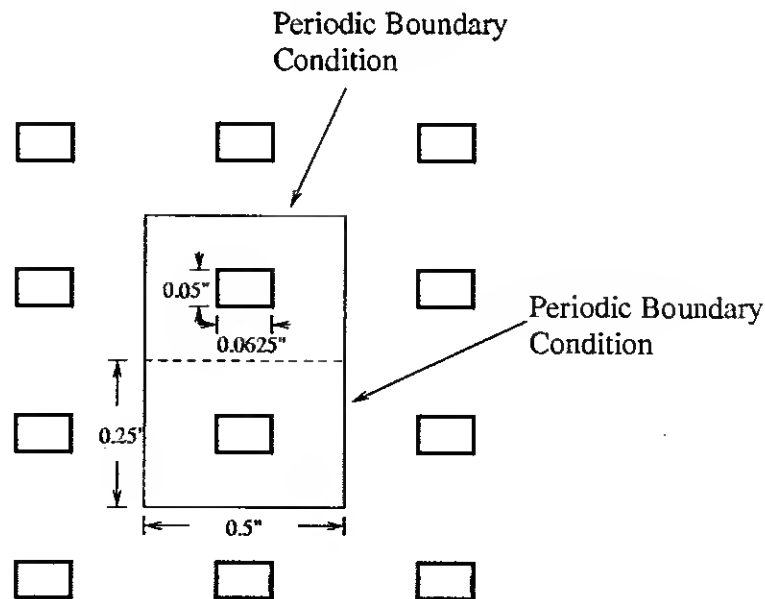 Periodic Boundary
Condition
0.05"
0.0625"
Periodic Boundary
Condition
0.25"
0.5"